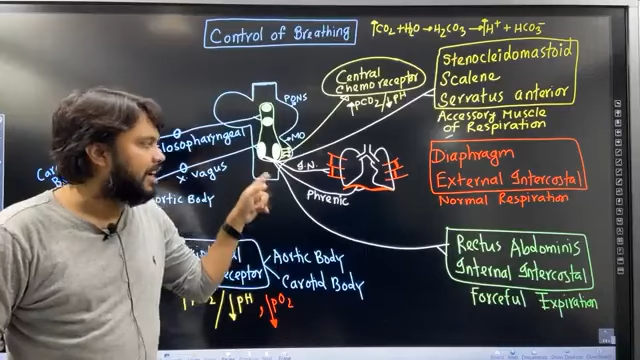 Control of Breathing
↑CO2 + H2O → H2CO3 → ↑H+ + HCO3-
Central
Chemoreceptor
↑pCO2/↓pH
Stenocleidomastoid
Scalene
Serratus anterior
Accessory Muscle
of Respiration
PONS
MO
losopharyngeal
X vagus
Aortic Body
I.N.
Phrenic
Diaphragm
External Intercostal
Normal Respiration
Rectus Abdominis
Internal Intercostal
Forceful Expiration
Aortic Body
Carotid Body
/↓pH, ↓pO2